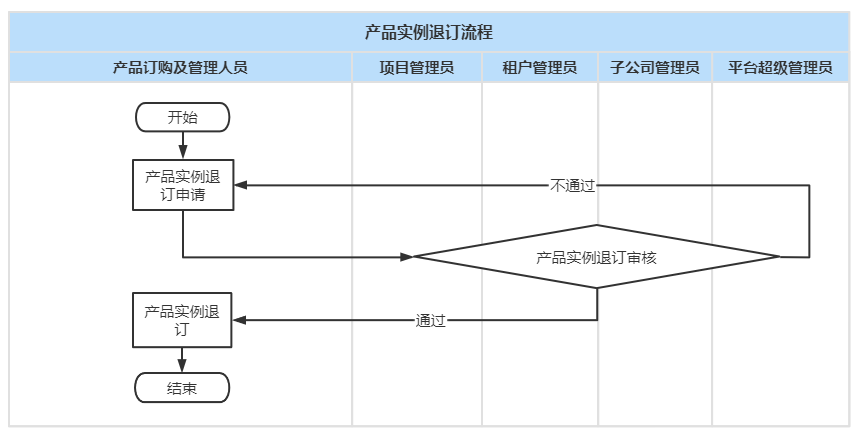 产品实例退订流程
产品订购及管理人员 项目管理员 租户管理员 子公司管理员 平台超级管理员
开始
产品实例退
订申请
不通过
产品实例退订审核
产品实例退
订
通过
结束